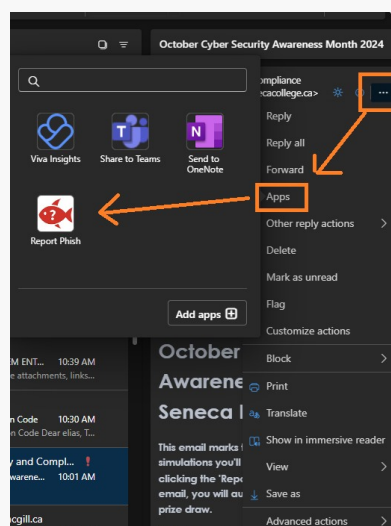 October Cyber Security Awareness Month 2024
ompliance
ecacollege.ca>
Viva Insights
Share to Teams
Send to
OneNote
Report Phish
Add apps
Reply
Reply all
Forward
Apps
Other reply actions
Delete
Mark as unread
Flag
Customize actions
Block
Print
Translate
Show in immersive reader
View
Save as
Advanced actions
M ENT... 10:39 AM
e attachments, links...
n Code 10:30 AM
n Code Dear elias, T...
y and Compl... !
warene... 10:01 AM
ncgill.ca
October
Awarene
Seneca
This email marks
simulations you'll
clicking the 'Repo
email, you will au
prize draw.